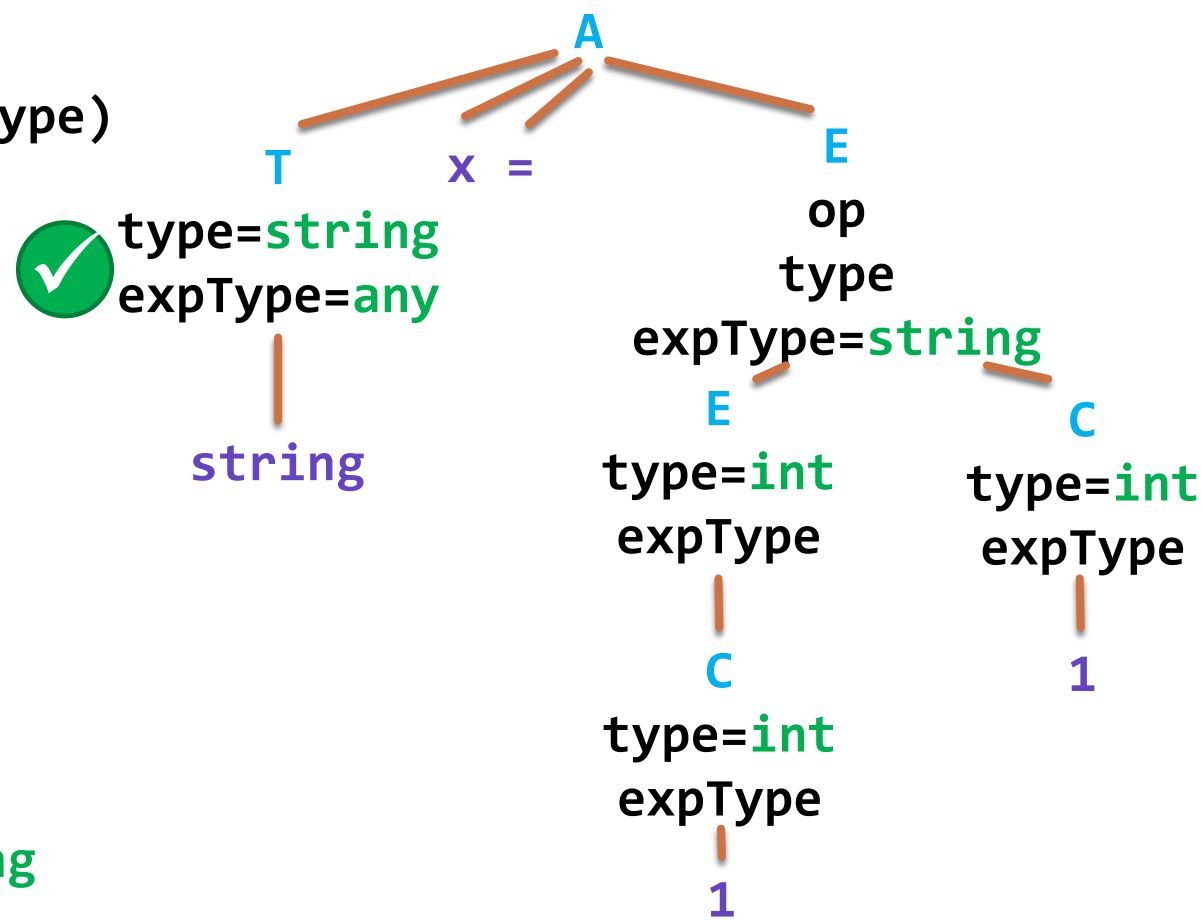 A
ype)
T x = E
type=string op
expType=any type
expType=string
string E C
type=int type=int
expType expType
C 1
type=int
expType
ng
1